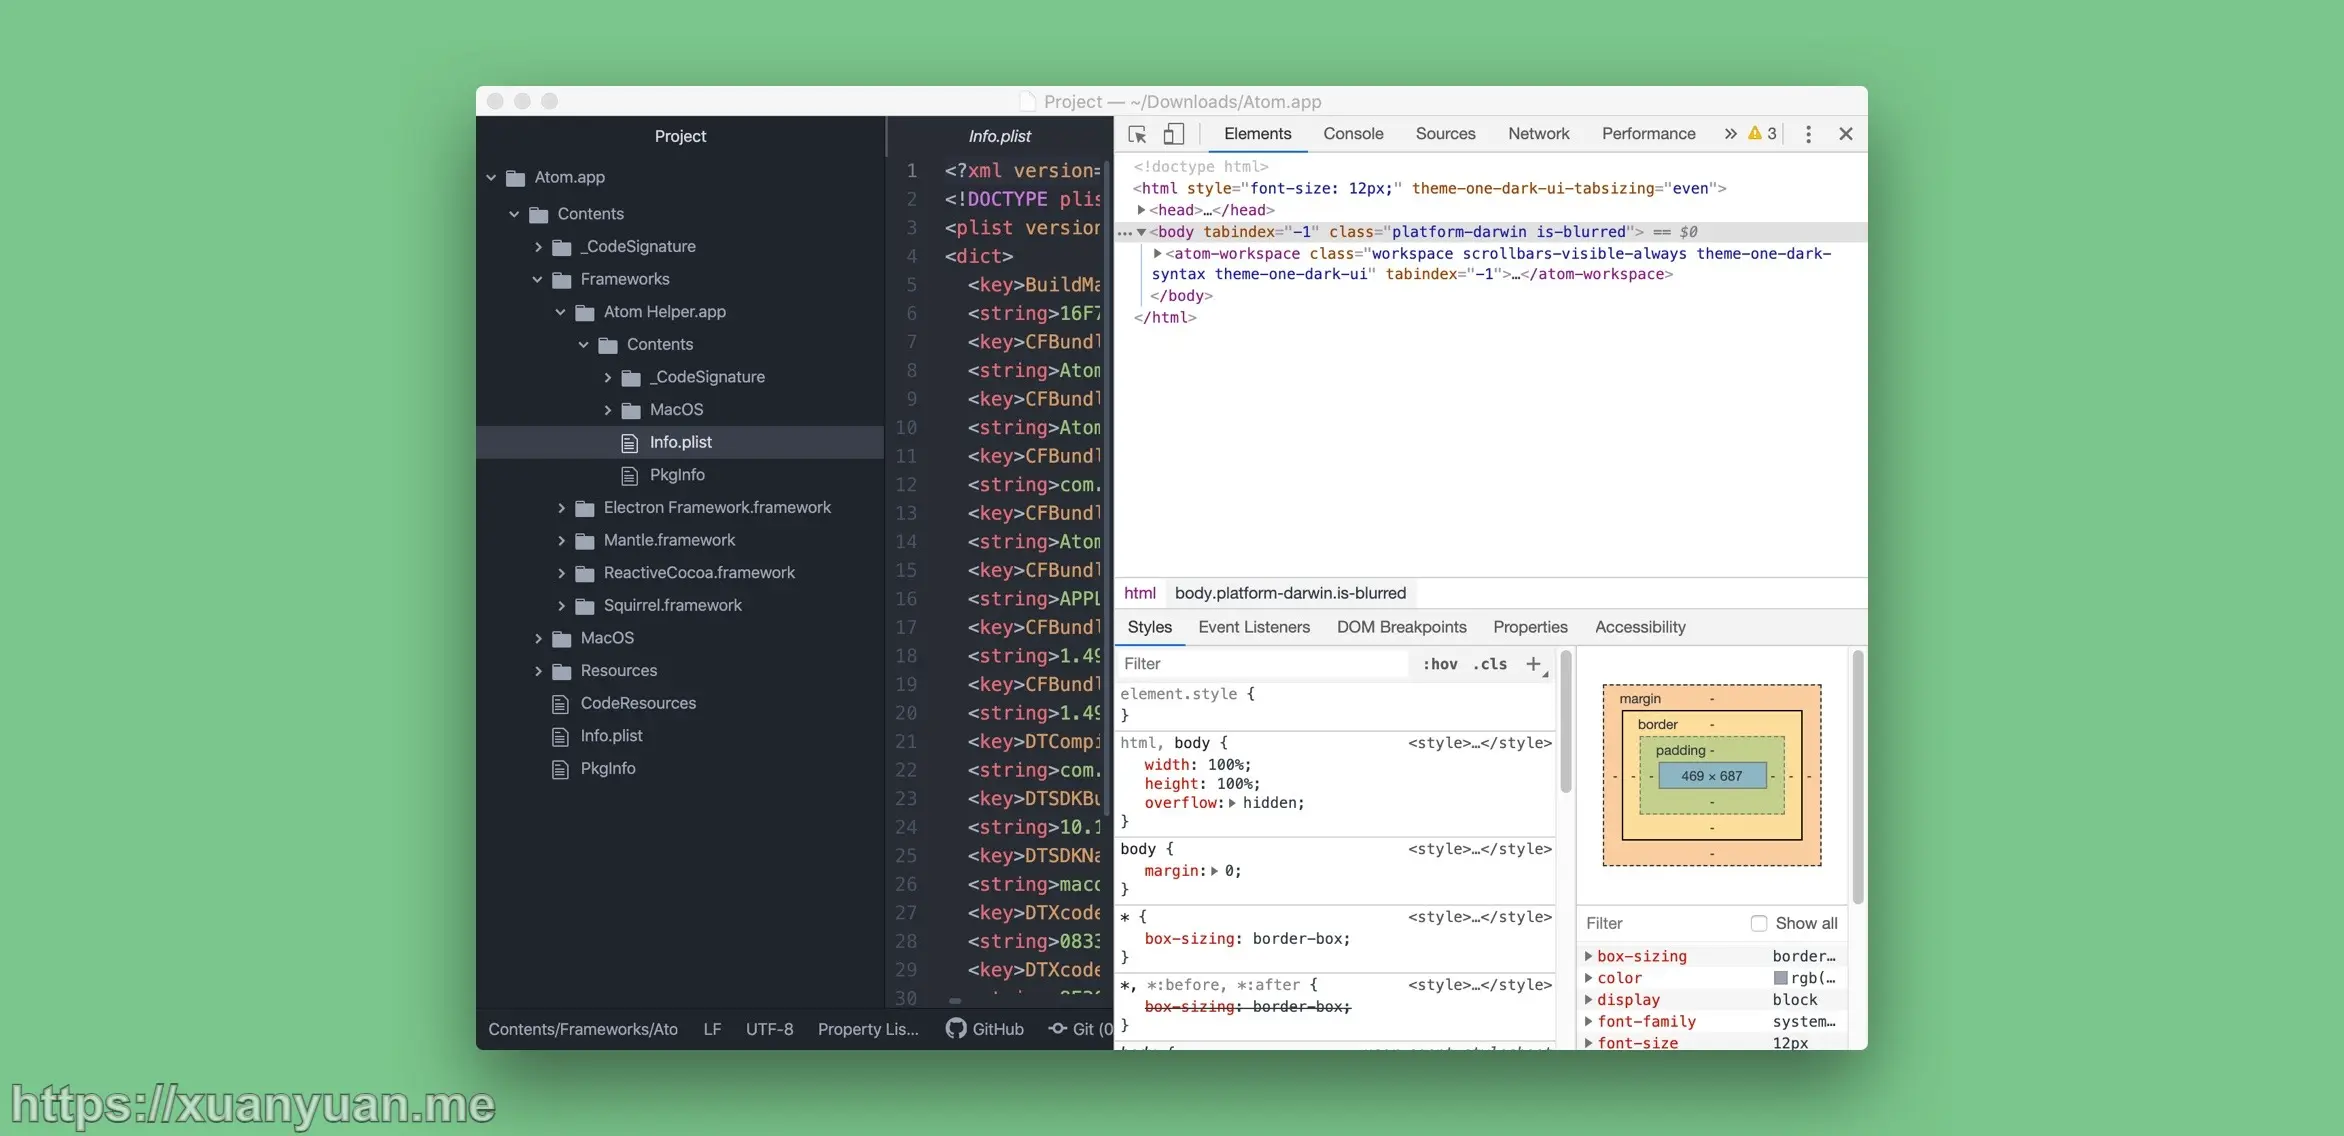 Project — ~/Downloads/Atom.app
Project
Atom.app
Contents
_CodeSignature
Frameworks
Atom Helper.app
Contents
_CodeSignature
MacOS
Info.plist
PkgInfo
Electron Framework.framework
Mantle.framework
ReactiveCocoa.framework
Squirrel.framework
MacOS
Resources
CodeResources
Info.plist
PkgInfo
Info.plist
1 <?xml version=
2 <!DOCTYPE plis
3 <plist version
4 <dict>
5 <key>BuildMa
6 <string>16F7
7 <key>CFBundl
8 <string>Atom
9 <key>CFBundl
10 <string>Atom
11 <key>CFBundl
12 <string>com.
13 <key>CFBundl
14 <string>Atom
15 <key>CFBundl
16 <string>APPL
17 <key>CFBundl
18 <string>1.49
19 <key>CFBundl
20 <string>1.49
21 <key>DTCompi
22 <string>com.
23 <key>DTSDKBu
24 <string>10.1
25 <key>DTSDKNa
26 <string>maco
27 <key>DTXcode
28 <string>0833
29 <key>DTXcode
30
Contents/Frameworks/Ato LF UTF-8 Property Lis... GitHub Git (0
Elements Console Sources Network Performance » 3
<!doctype html>
<html style="font-size: 12px;" theme-one-dark-ui-tabsizing="even">
<head>…</head>
<body tabindex="-1" class="platform-darwin is-blurred"> == $0
<atom-workspace class="workspace scrollbars-visible-always theme-one-dark-
syntax theme-one-dark-ui" tabindex="-1">…</atom-workspace>
</body>
</html>
html body.platform-darwin.is-blurred
Styles Event Listeners DOM Breakpoints Properties Accessibility
Filter :hov .cls +
element.style {
}
html, body { <style>…</style>
width: 100%;
height: 100%;
overflow: hidden;
}
body { <style>…</style>
margin: 0;
}
* { <style>…</style>
box-sizing: border-box;
}
*, *:before, *:after { <style>…</style>
box-sizing: border-box;
}
margin -
border -
padding -
- - - 469 × 687 - - -
-
-
-
Filter Show all
box-sizing border…
color rgb(…
display block
font-family system…
font-size 12px
https://xuanyuan.me